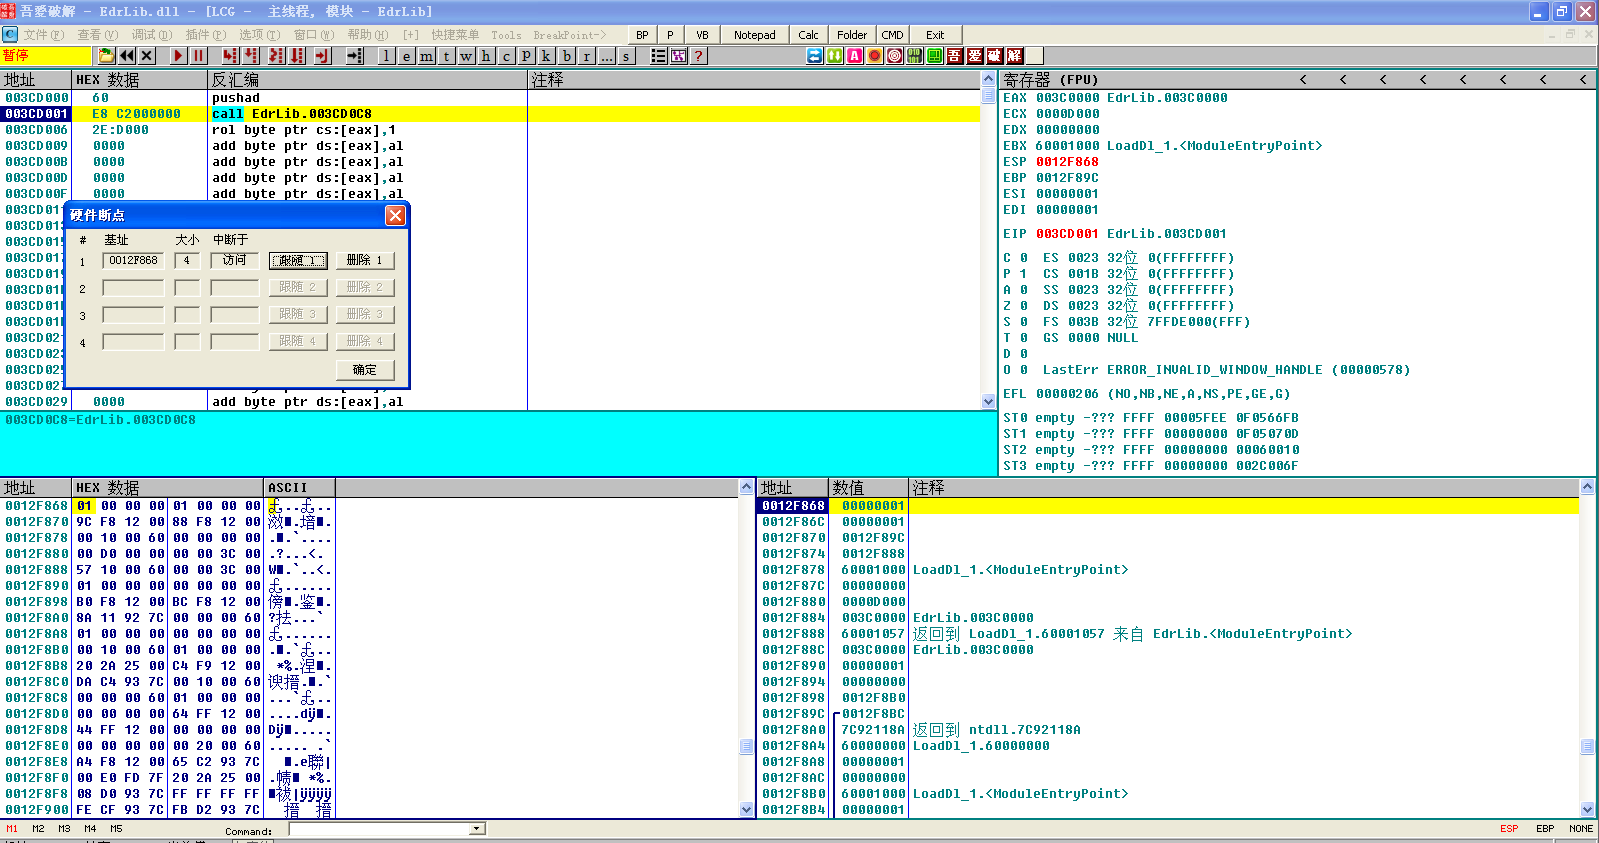 吾愛破解 - EdrLib.dll - [LCG - 主线程, 模块 - EdrLib]
文件(F) 查看(V) 调试(D) 插件(P) 选项(T) 窗口(W) 帮助(H) [+] 快捷菜单 Tools BreakPoint-> BP P VB Notepad Calc Folder CMD Exit
暂停 l e m t w h c p k b r ... s ? 吾 爱 破 解
地址 HEX 数据 反汇编 注释
003CD000 60 pushad
003CD001 E8 C2000000 call EdrLib.003CD0C8
003CD006 2E:D000 rol byte ptr cs:[eax],1
003CD009 0000 add byte ptr ds:[eax],al
003CD00B 0000 add byte ptr ds:[eax],al
003CD00D 0000 add byte ptr ds:[eax],al
003CD00F 0000 add byte ptr ds:[eax],al
003CD029 0000 add byte ptr ds:[eax],al
硬件断点
# 基址 大小 中断于
1 0012F868 4 访问 跟随 1 删除 1
2 跟随 2 删除 2
3 跟随 3 删除 3
4 跟随 4 删除 4
确定
003CD0C8=EdrLib.003CD0C8
寄存器 (FPU) < < < < < < < <
EAX 003C0000 EdrLib.003C0000
ECX 0000D000
EDX 00000000
EBX 60001000 LoadDl_1.<ModuleEntryPoint>
ESP 0012F868
EBP 0012F89C
ESI 00000001
EDI 00000001
EIP 003CD001 EdrLib.003CD001
C 0 ES 0023 32位 0(FFFFFFFF)
P 1 CS 001B 32位 0(FFFFFFFF)
A 0 SS 0023 32位 0(FFFFFFFF)
Z 0 DS 0023 32位 0(FFFFFFFF)
S 0 FS 003B 32位 7FFDE000(FFF)
T 0 GS 0000 NULL
D 0
O 0 LastErr ERROR_INVALID_WINDOW_HANDLE (00000578)
EFL 00000206 (NO,NB,NE,A,NS,PE,GE,G)
ST0 empty -??? FFFF 00005FEE 0F0566FB
ST1 empty -??? FFFF 00000000 0F05070D
ST2 empty -??? FFFF 00000000 00060010
ST3 empty -??? FFFF 00000000 002C006F
地址 HEX 数据 ASCII
0012F868 01 00 00 00 01 00 00 00
0012F870 9C F8 12 00 88 F8 12 00
0012F878 00 10 00 60 00 00 00 00
0012F880 00 D0 00 00 00 00 3C 00 .?...<.
0012F888 57 10 00 60 00 00 3C 00
0012F890 01 00 00 00 00 00 00 00
0012F898 B0 F8 12 00 BC F8 12 00
0012F8A0 8A 11 92 7C 00 00 00 60
0012F8A8 01 00 00 00 00 00 00 00
0012F8B0 00 10 00 60 01 00 00 00
0012F8B8 20 2A 25 00 C4 F9 12 00
0012F8C0 DA C4 93 7C 00 10 00 60
0012F8C8 00 00 00 60 01 00 00 00
0012F8D0 00 00 00 00 64 FF 12 00
0012F8D8 44 FF 12 00 00 00 00 00
0012F8E0 00 00 00 00 00 20 00 60
0012F8E8 A4 F8 12 00 65 C2 93 7C
0012F8F0 00 E0 FD 7F 20 2A 25 00
0012F8F8 08 D0 93 7C FF FF FF FF
0012F900 FE CF 93 7C FB D2 93 7C
地址 数值 注释
0012F868 00000001
0012F86C 00000001
0012F870 0012F89C
0012F874 0012F888
0012F878 60001000 LoadDl_1.<ModuleEntryPoint>
0012F87C 00000000
0012F880 0000D000
0012F884 003C0000 EdrLib.003C0000
0012F888 60001057 返回到 LoadDl_1.60001057 来自 EdrLib.<ModuleEntryPoint>
0012F88C 003C0000 EdrLib.003C0000
0012F890 00000001
0012F894 00000000
0012F898 0012F8B0
0012F89C 0012F8BC
0012F8A0 7C92118A 返回到 ntdll.7C92118A
0012F8A4 60000000 LoadDl_1.60000000
0012F8A8 00000001
0012F8AC 00000000
0012F8B0 60001000 LoadDl_1.<ModuleEntryPoint>
0012F8B4 00000001
M1 M2 M3 M4 M5 Command: ESP EBP NONE